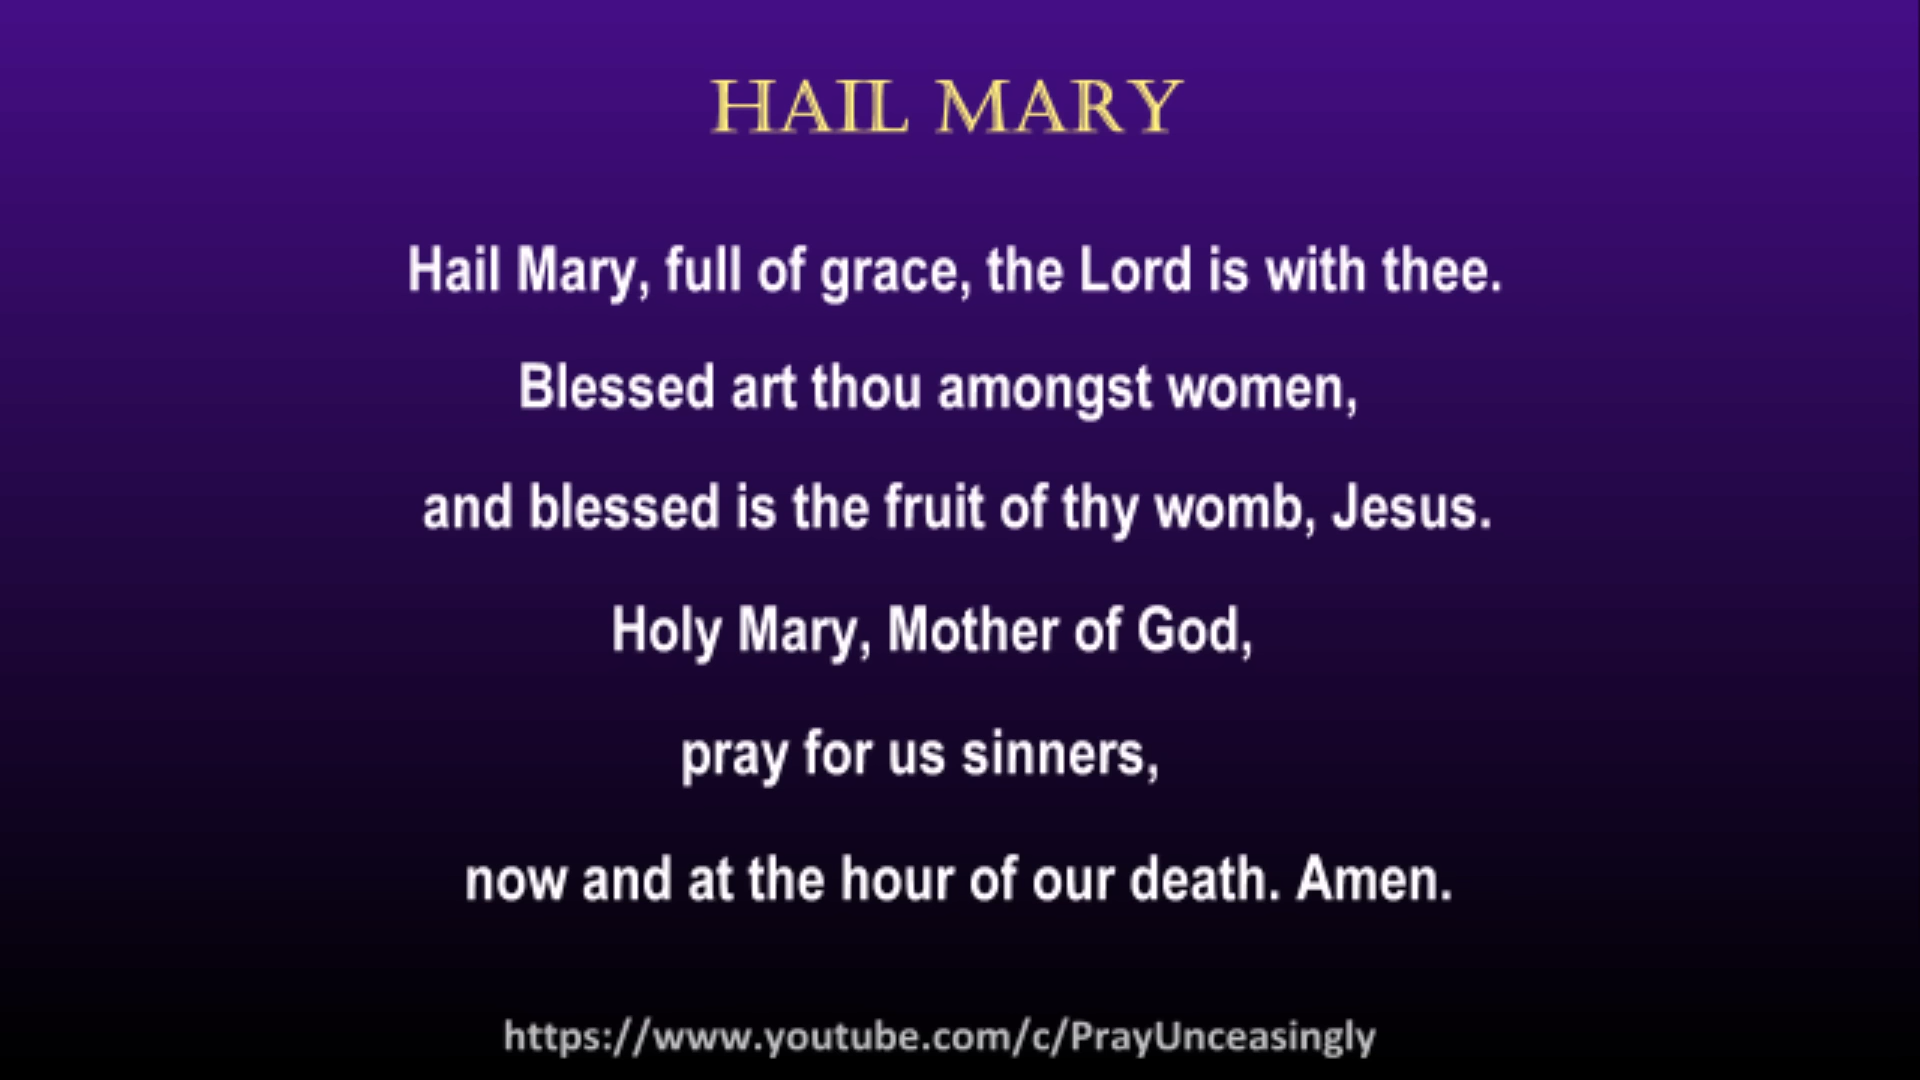 HAIL MARY
Hail Mary, full of grace, the Lord is with thee.
Blessed art thou amongst women,
and blessed is the fruit of thy womb, Jesus.
Holy Mary, Mother of God,
pray for us sinners,
now and at the hour of our death. Amen.
https://www.youtube.com/c/PrayUnceasingly